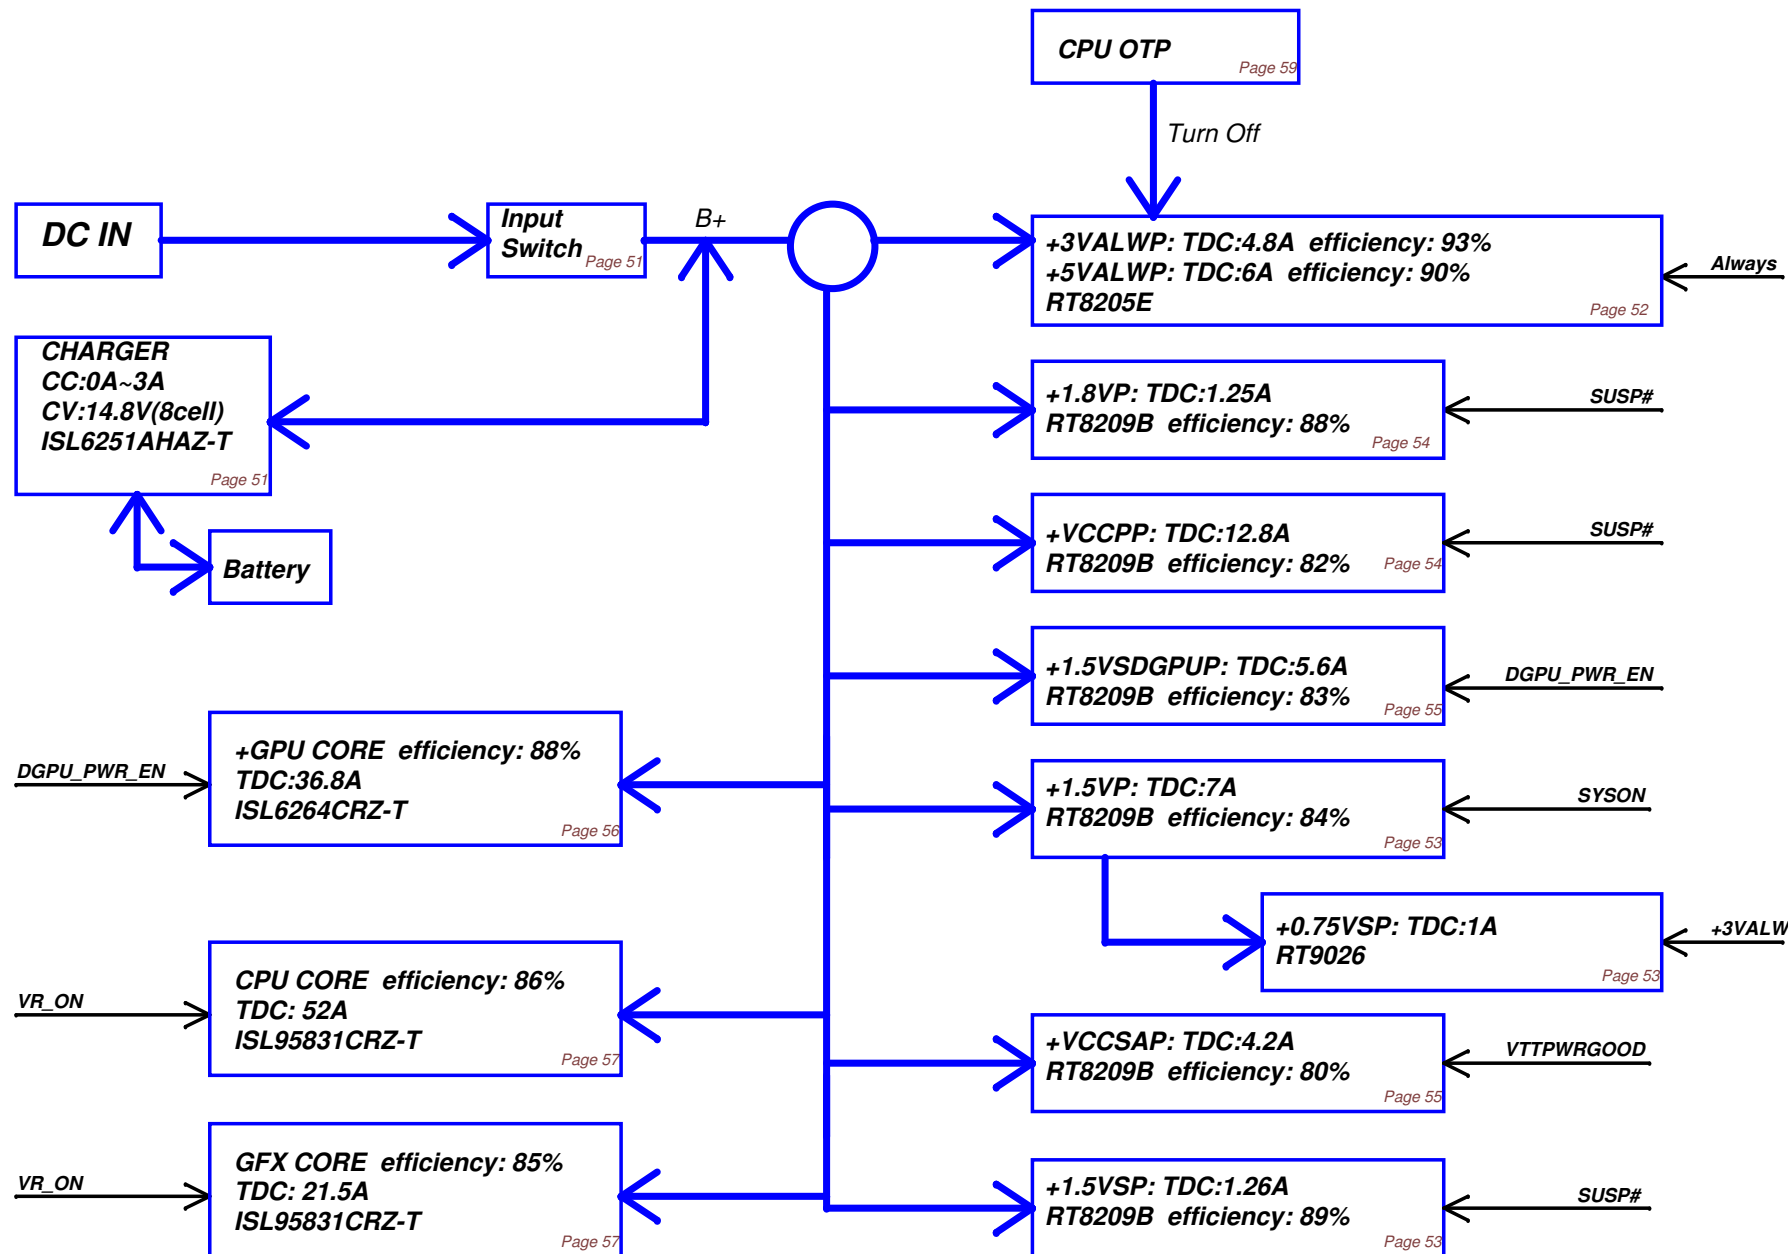 CPU OTP
Page 59
Turn Off
DC IN
Input
Switch
Page 51
B+
+3VALWP: TDC:4.8A efficiency: 93%
+5VALWP: TDC:6A efficiency: 90%
RT8205E
Page 52
Always
CHARGER
CC:0A~3A
CV:14.8V(8cell)
ISL6251AHAZ-T
Page 51
Battery
+1.8VP: TDC:1.25A
RT8209B efficiency: 88%
Page 54
SUSP#
+VCCPP: TDC:12.8A
RT8209B efficiency: 82%
Page 54
SUSP#
+1.5VSDGPUP: TDC:5.6A
RT8209B efficiency: 83%
Page 55
DGPU_PWR_EN
DGPU_PWR_EN
+GPU CORE efficiency: 88%
TDC:36.8A
ISL6264CRZ-T
Page 56
+1.5VP: TDC:7A
RT8209B efficiency: 84%
Page 53
SYSON
+0.75VSP: TDC:1A
RT9026
Page 53
+3VALW
VR_ON
CPU CORE efficiency: 86%
TDC: 52A
ISL95831CRZ-T
Page 57
+VCCSAP: TDC:4.2A
RT8209B efficiency: 80%
Page 55
VTTPWRGOOD
VR_ON
GFX CORE efficiency: 85%
TDC: 21.5A
ISL95831CRZ-T
Page 57
+1.5VSP: TDC:1.26A
RT8209B efficiency: 89%
Page 53
SUSP#